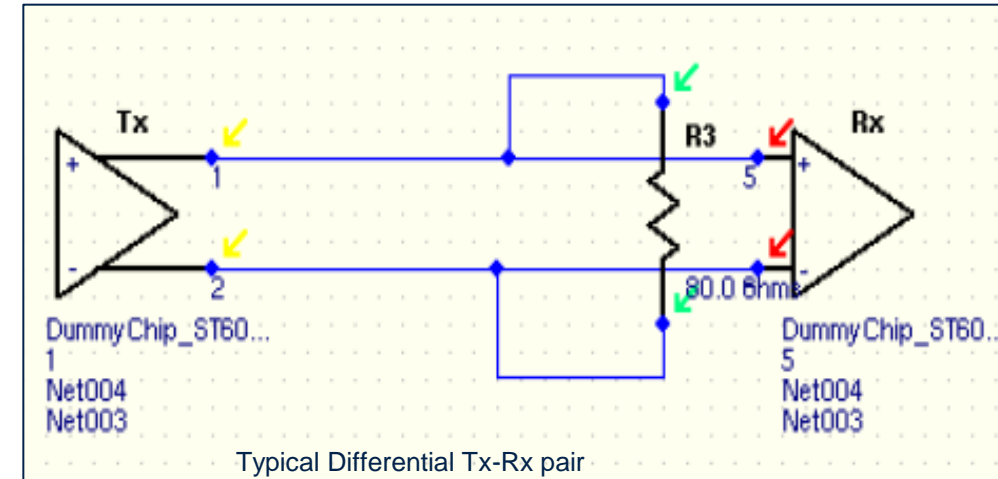 Tx
+
-
1
2
DummyChip_ST60...
1
Net004
Net003
R3
80.0
5
Rx
+
-
DummyChip_ST60...
5
Net004
Net003
Typical Differential Tx-Rx pair